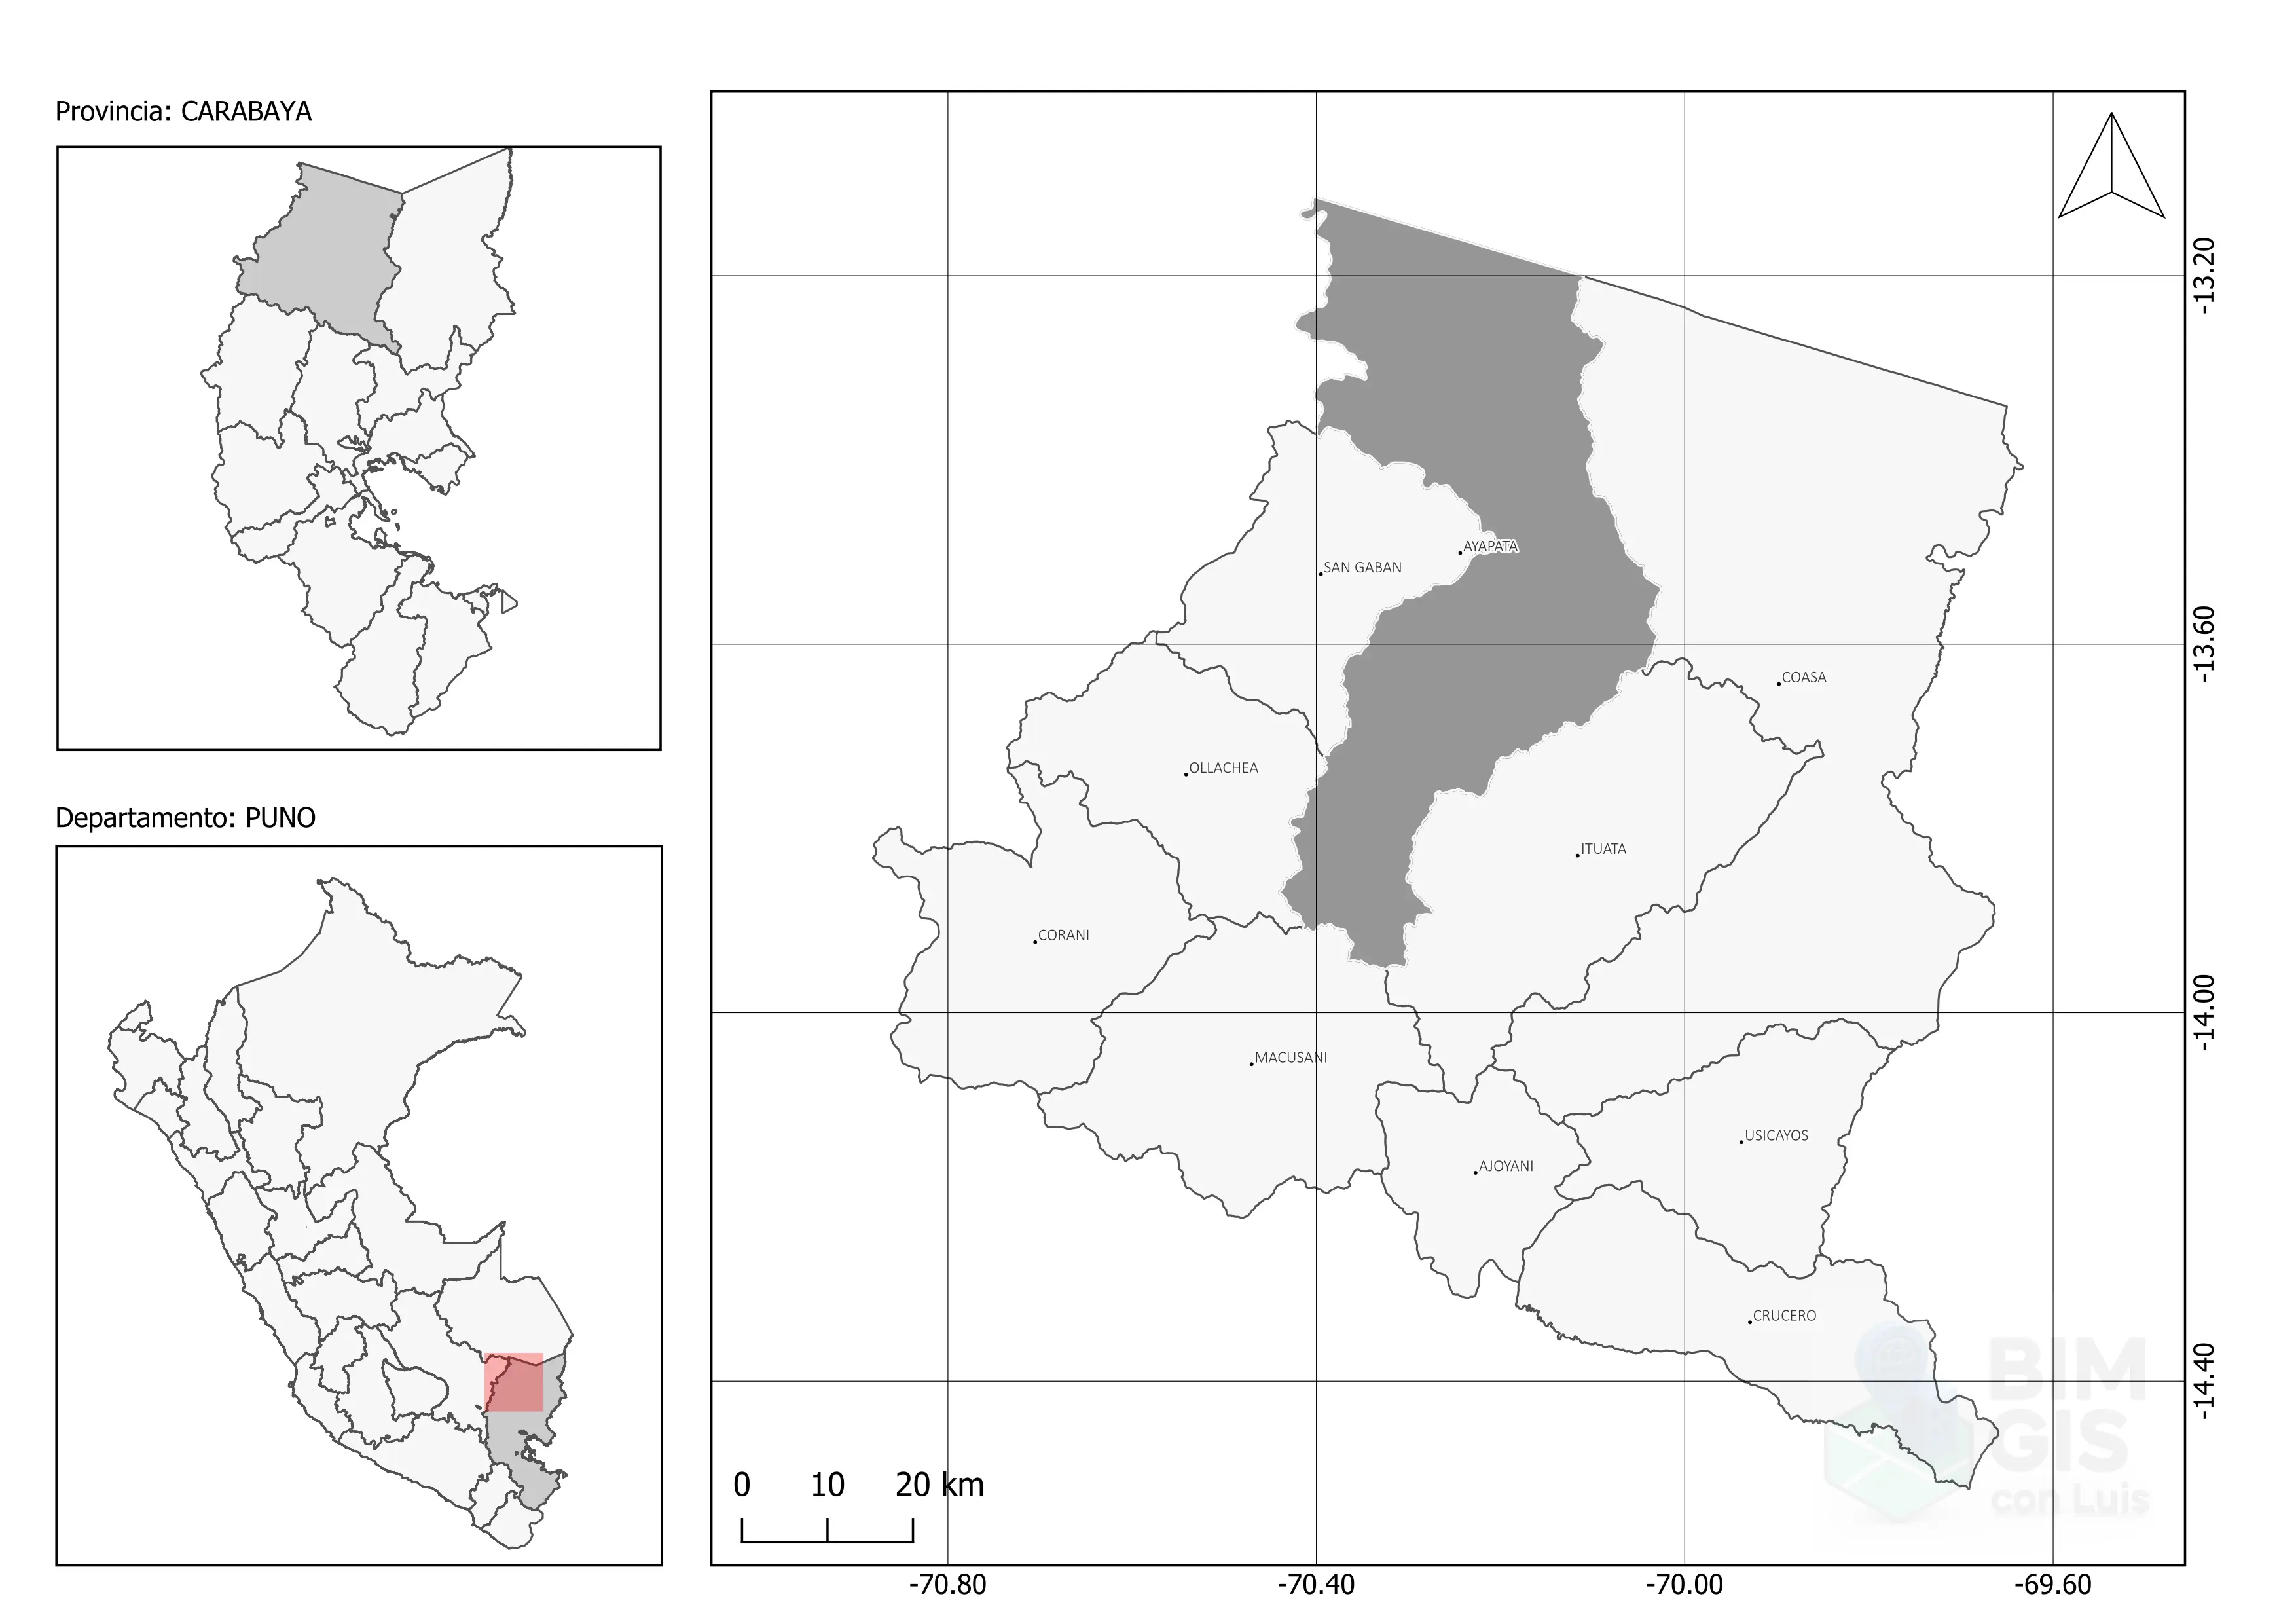 Provincia: CARABAYA
Departamento: PUNO
AYAPATA
SAN GABAN
COASA
OLLACHEA
ITUATA
CORANI
MACUSANI
USICAYOS
AJOYANI
CRUCERO
-13.20
-13.60
-14.00
-14.40
BIM
GIS
con Luis
0 10 20 km
-70.80 -70.40 -70.00 -69.60